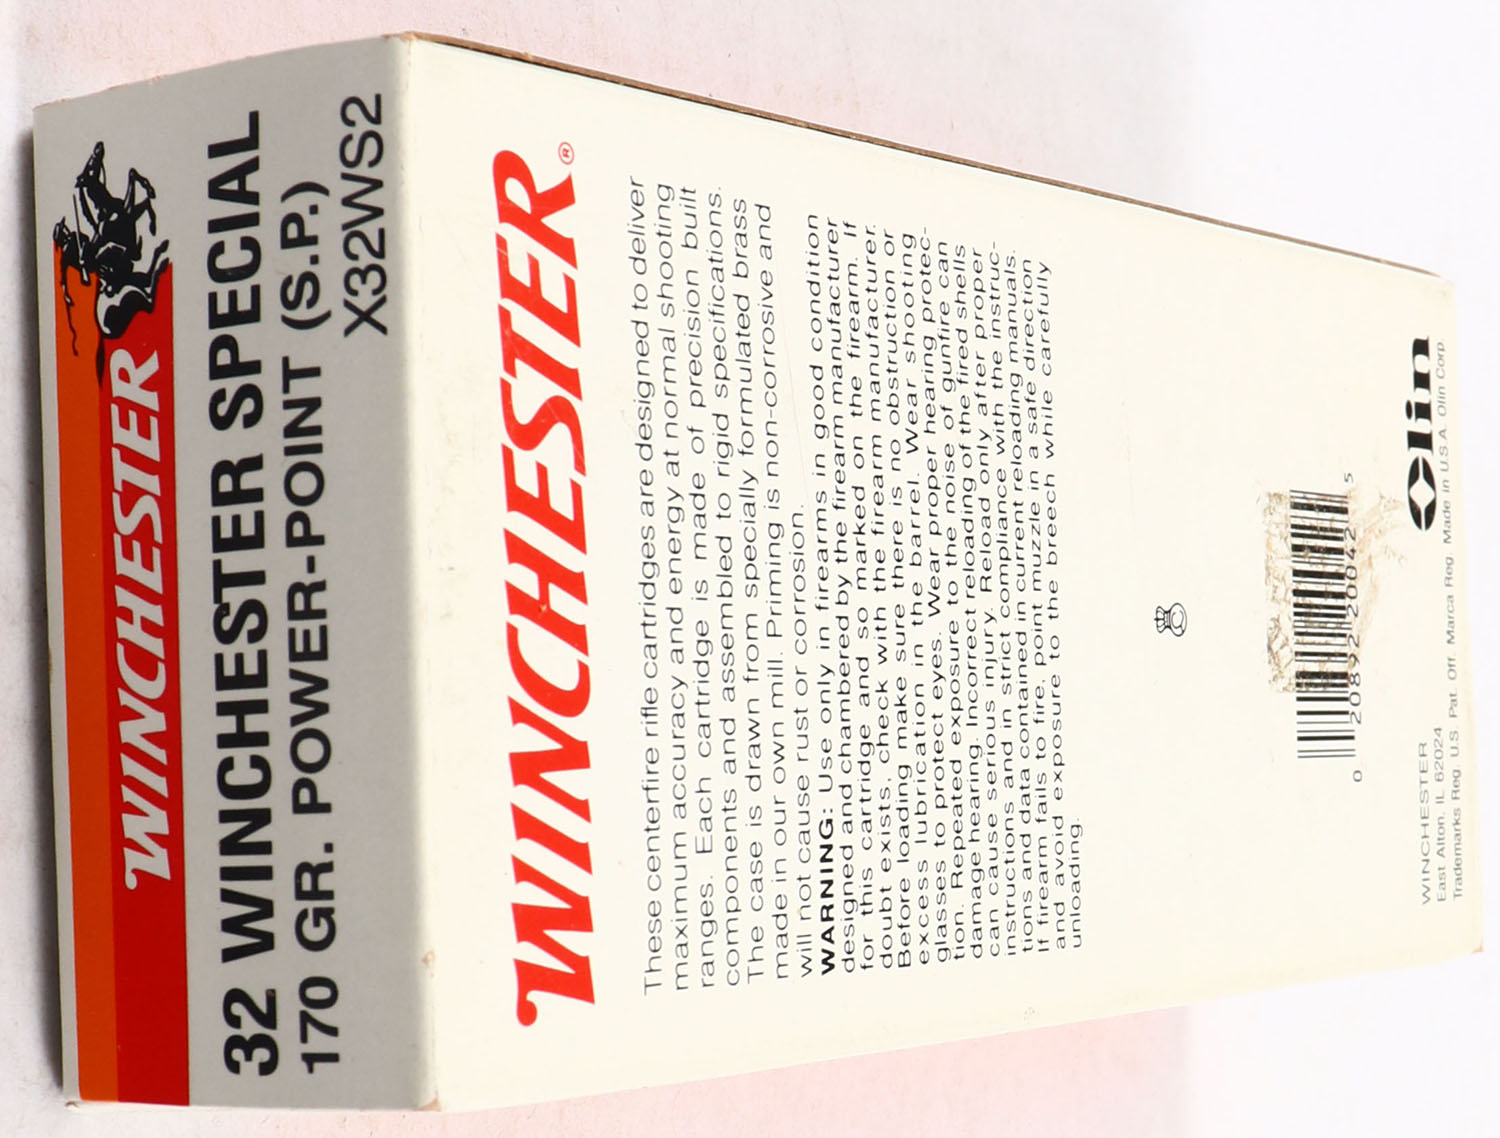 WINCHESTER
32 WINCHESTER SPECIAL
170 GR. POWER-POINT (S.P.)
X32WS2
WINCHESTER®
These centerfire rifle cartridges are designed to deliver
maximum accuracy and energy at normal shooting
ranges. Each cartridge is made of precision built
components and assembled to rigid specifications.
The case is drawn from specially formulated brass
made in our own mill. Priming is non-corrosive and
will not cause rust or corrosion.
WARNING: Use only in firearms in good condition
designed and chambered by the firearm manufacturer
for this cartridge and so marked on the firearm. If
doubt exists, check with the firearm manufacturer.
Before loading make sure there is no obstruction or
excess lubrication in the barrel. Wear shooting
glasses to protect eyes. Wear proper hearing protec-
tion. Repeated exposure to the noise of gunfire can
damage hearing. Incorrect reloading of the fired shells
can cause serious injury. Reload only after proper
instructions and in strict compliance with the instruc-
tions and data contained in current reloading manuals.
If firearm fails to fire, point muzzle in a safe direction
and avoid exposure to the breech while carefully
unloading.
C
0 20892 20042 5
Olin
WINCHESTER
East Alton, IL 62024
Trademarks Reg. U.S. Pat. Off. Marca Reg. Made in U.S.A. Olin Corp.